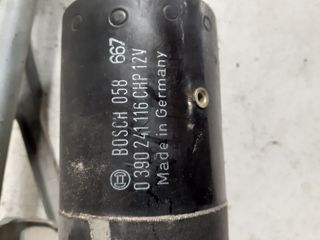 BOSCH 058 667
0 390 241 116 CHP 12V
Made in Germany